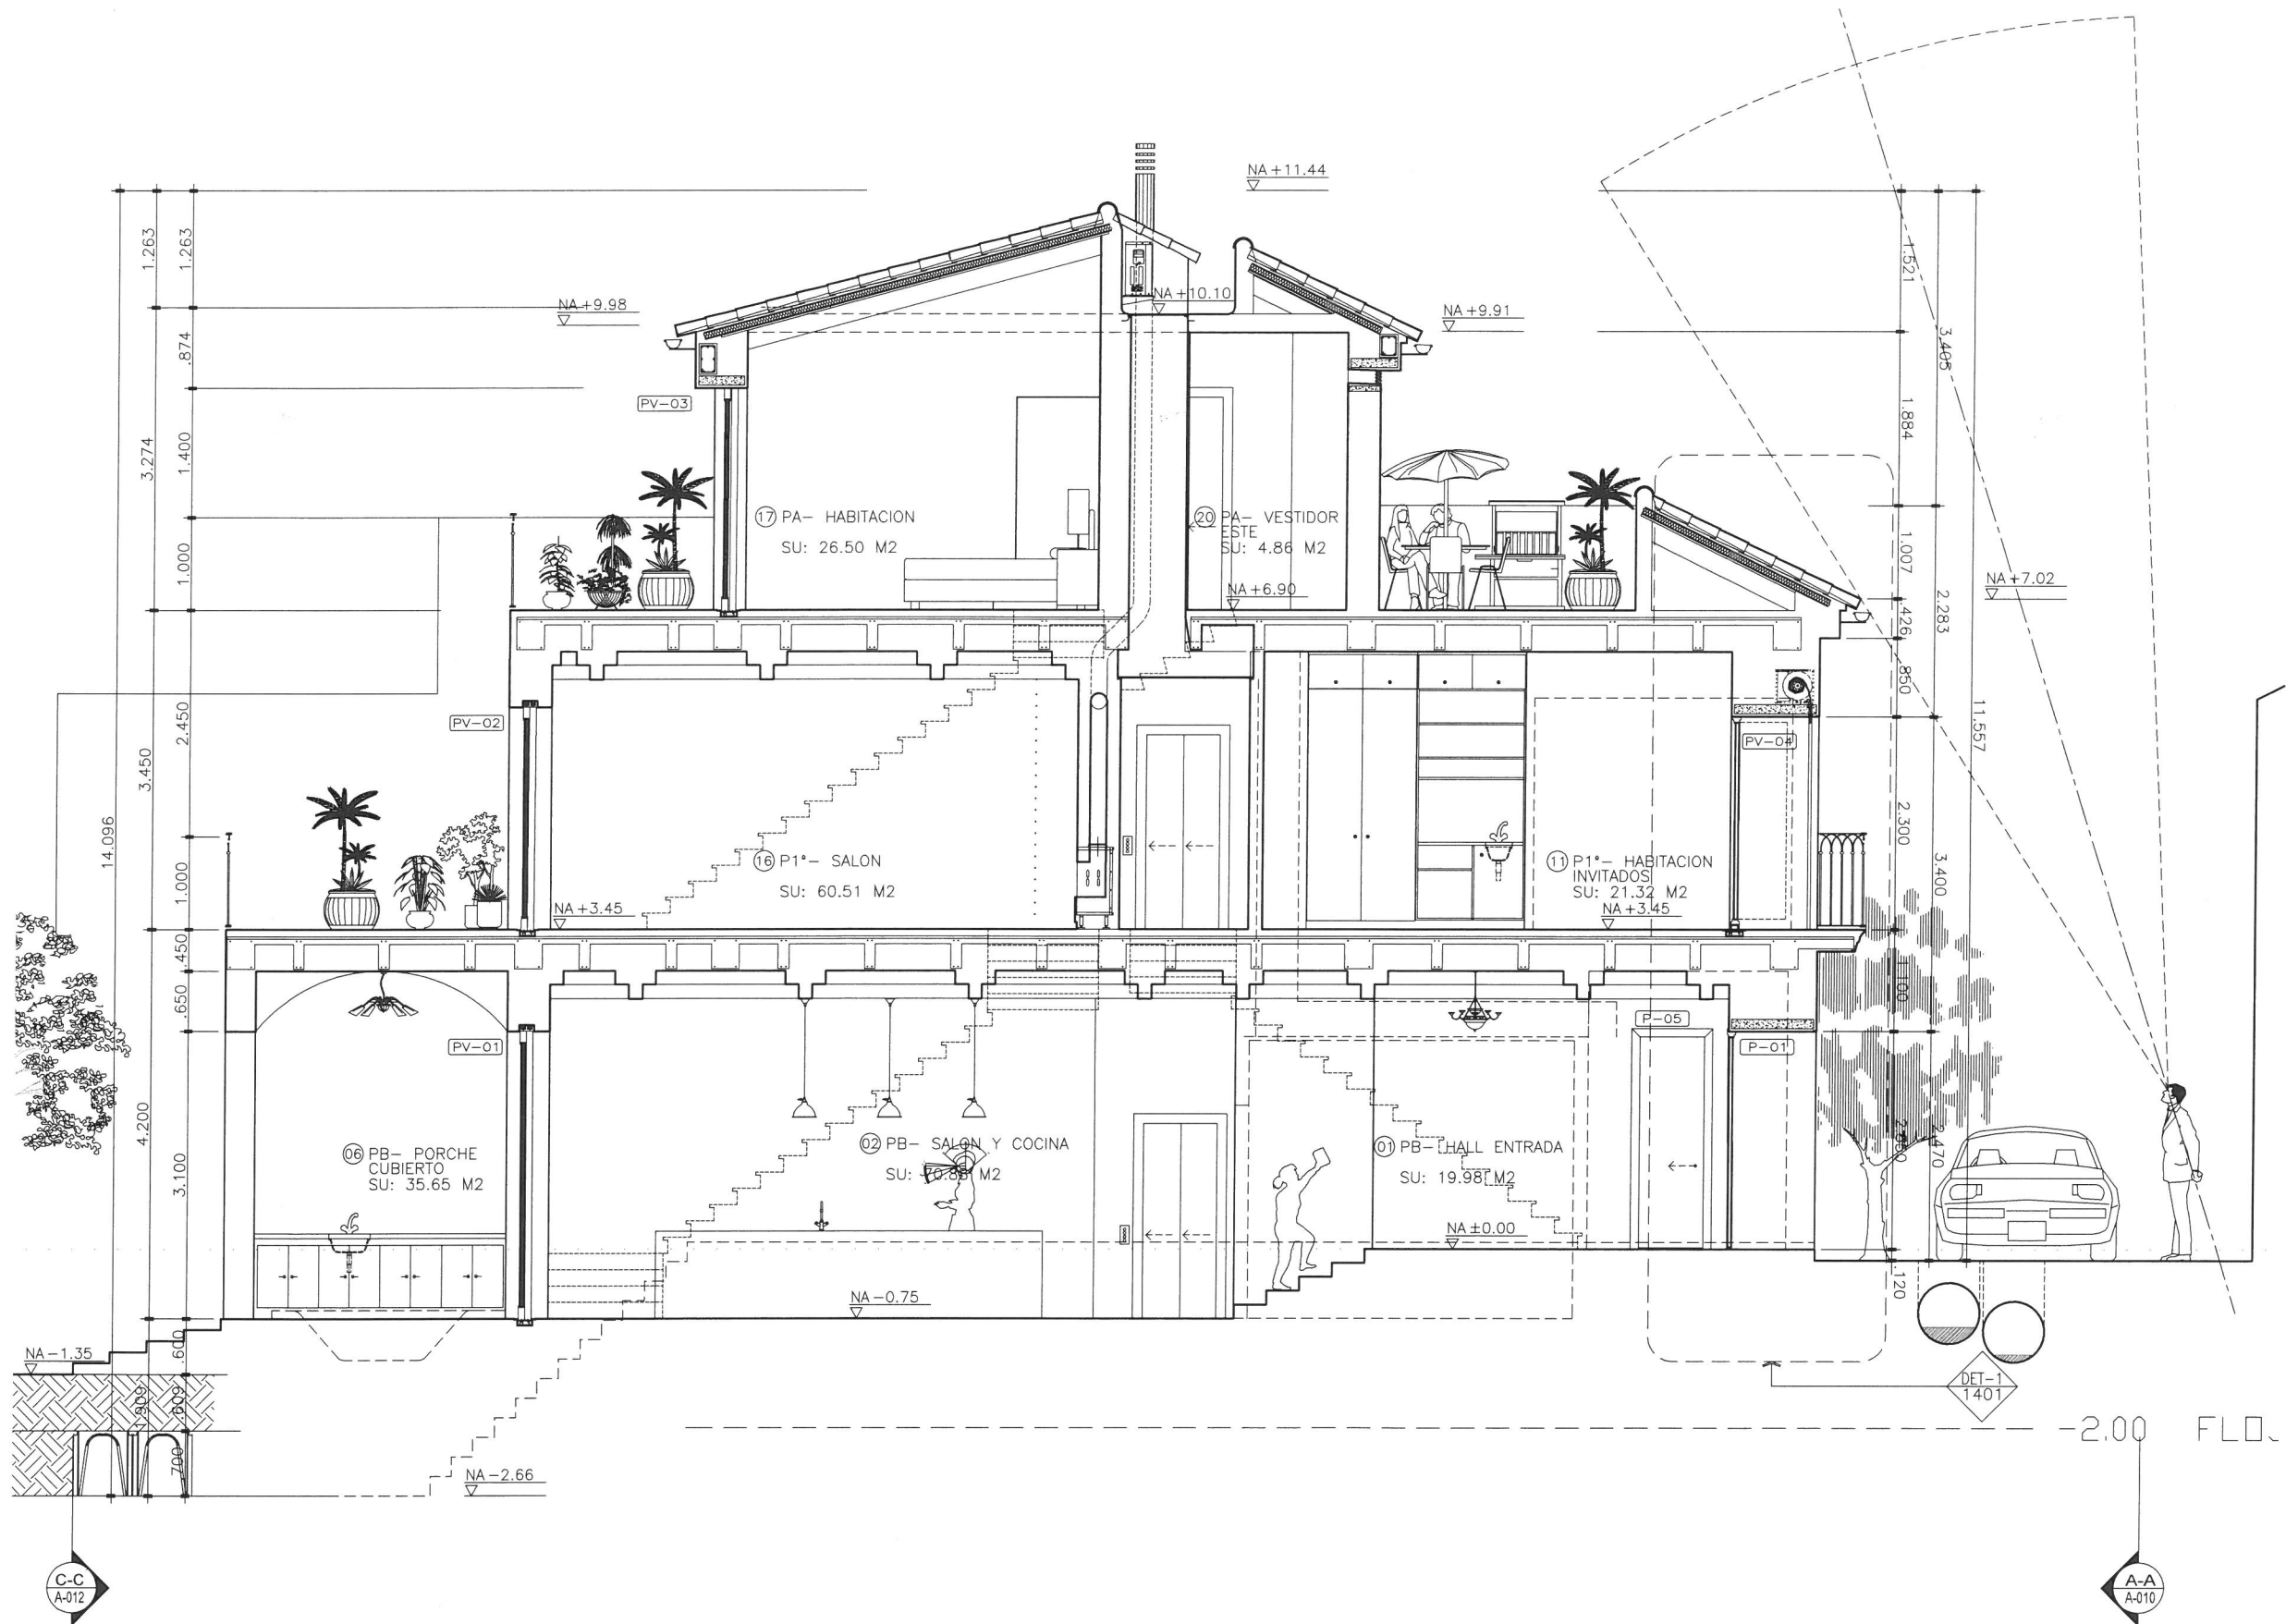 NA+11.44
1.263
1.263
1.521
NA+9.98
NA+10.10
NA+9.91
.874
3.405
PV-03
1.884
3.274
1.400
17 PA- HABITACION
SU: 26.50 M2
20 PA- VESTIDOR
ESTE
SU: 4.86 M2
1.000
1.007
NA+6.90
NA+7.02
.426
2.283
.850
PV-02
2.450
PV-04
11.557
3.450
14.096
2.300
16 P1ª- SALON
SU: 60.51 M2
11 P1ª- HABITACION
INVITADOS
SU: 21.32 M2
3.400
1.000
NA+3.45
NA+3.45
.450
1.100
.650
PV-01
P-05
P-01
4.200
3.100
06 PB- PORCHE
CUBIERTO
SU: 35.65 M2
02 PB- SALON Y COCINA
SU: M2
01 PB- HALL ENTRADA
SU: 19.98 M2
2.470
NA±0.00
.120
NA-0.75
NA-1.35
.600
.609
1.909
DET-1
1401
-2.00 FLO.
.700
NA-2.66
C-C
A-012
A-A
A-010